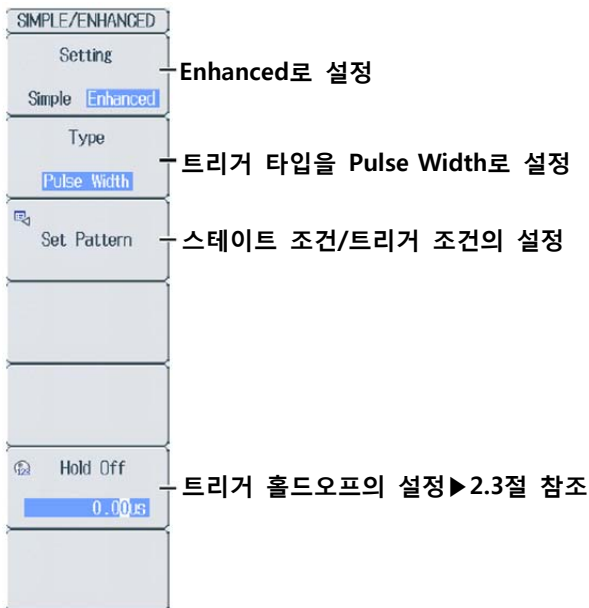 SIMPLE/ENHANCED
Setting
Simple Enhanced
Enhanced로 설정
Type
Pulse Width
트리거 타입을 Pulse Width로 설정
Set Pattern
스테이트 조건/트리거 조건의 설정
Hold Off
0.00us
트리거 홀드오프의 설정▶2.3절 참조